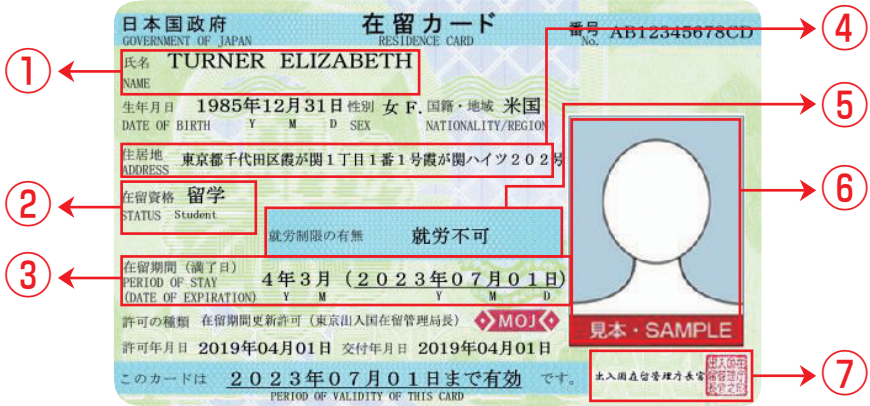 日本国政府 在留カード 番号 AB12345678CD
GOVERNMENT OF JAPAN RESIDENCE CARD No.
④
① 氏名 TURNER ELIZABETH
NAME
生年月日 1985年12月31日 性別 女 F. 国籍・地域 米国
DATE OF BIRTH Y M D SEX NATIONALITY/REGION
⑤
住居地 東京都千代田区霞が関1丁目1番1号霞が関ハイツ202号
ADDRESS
② 在留資格 留学
STATUS Student
⑥
就労制限の有無 就労不可
③ 在留期間(満了日)
PERIOD OF STAY 4年3月(2023年07月01日)
(DATE OF EXPIRATION) Y M Y M D
許可の種類 在留期間更新許可(東京出入国在留管理局長) MOJ
見本・SAMPLE
許可年月日 2019年04月01日 交付年月日 2019年04月01日
このカードは 2023年07月01日まで有効 です。
PERIOD OF VALIDITY OF THIS CARD
出入国在留管理庁長官
⑦